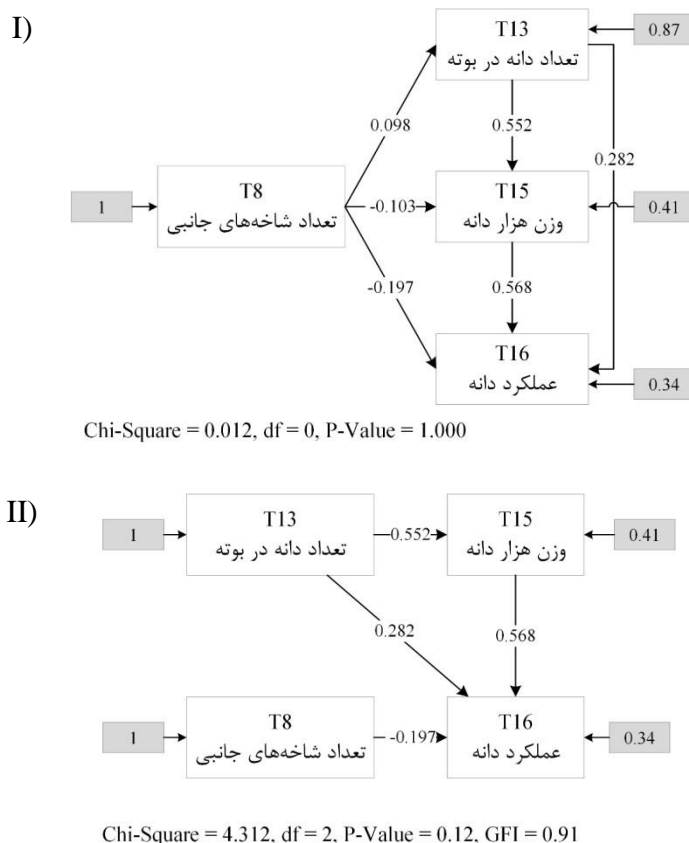 I)
T13
تعداد دانه در بوته
0.87
0.098
0.552
0.282
1
T8
تعداد شاخه‌های جانبی
-0.103
T15
وزن هزار دانه
0.41
-0.197
0.568
T16
عملکرد دانه
0.34
Chi-Square = 0.012, df = 0, P-Value = 1.000
II)
1
T13
تعداد دانه در بوته
0.552
T15
وزن هزار دانه
0.41
0.282
0.568
1
T8
تعداد شاخه‌های جانبی
-0.197
T16
عملکرد دانه
0.34
Chi-Square = 4.312, df = 2, P-Value = 0.12, GFI = 0.91